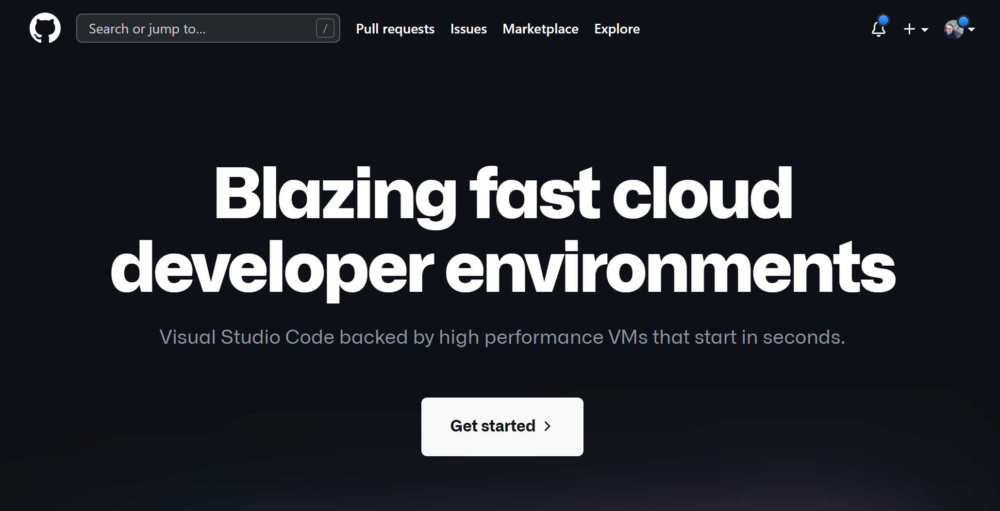 Search or jump to... /
Pull requests
Issues
Marketplace
Explore
Blazing fast cloud
developer environments
Visual Studio Code backed by high performance VMs that start in seconds.
Get started